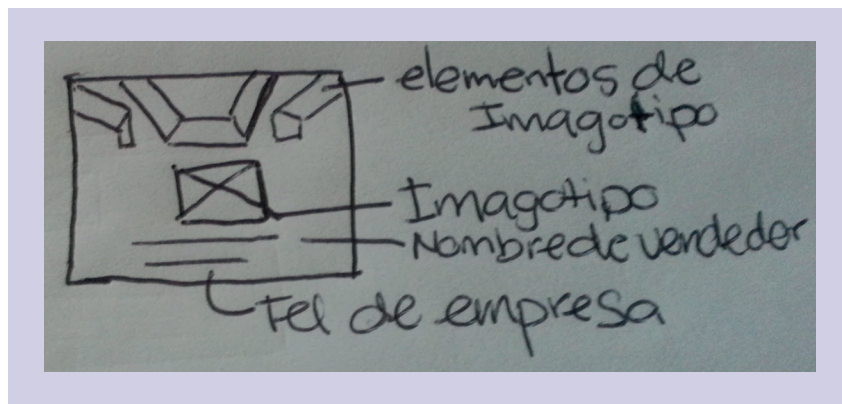 elementos de
Imagotipo
Imagotipo
Nombre de vendedor
Tel de empresa